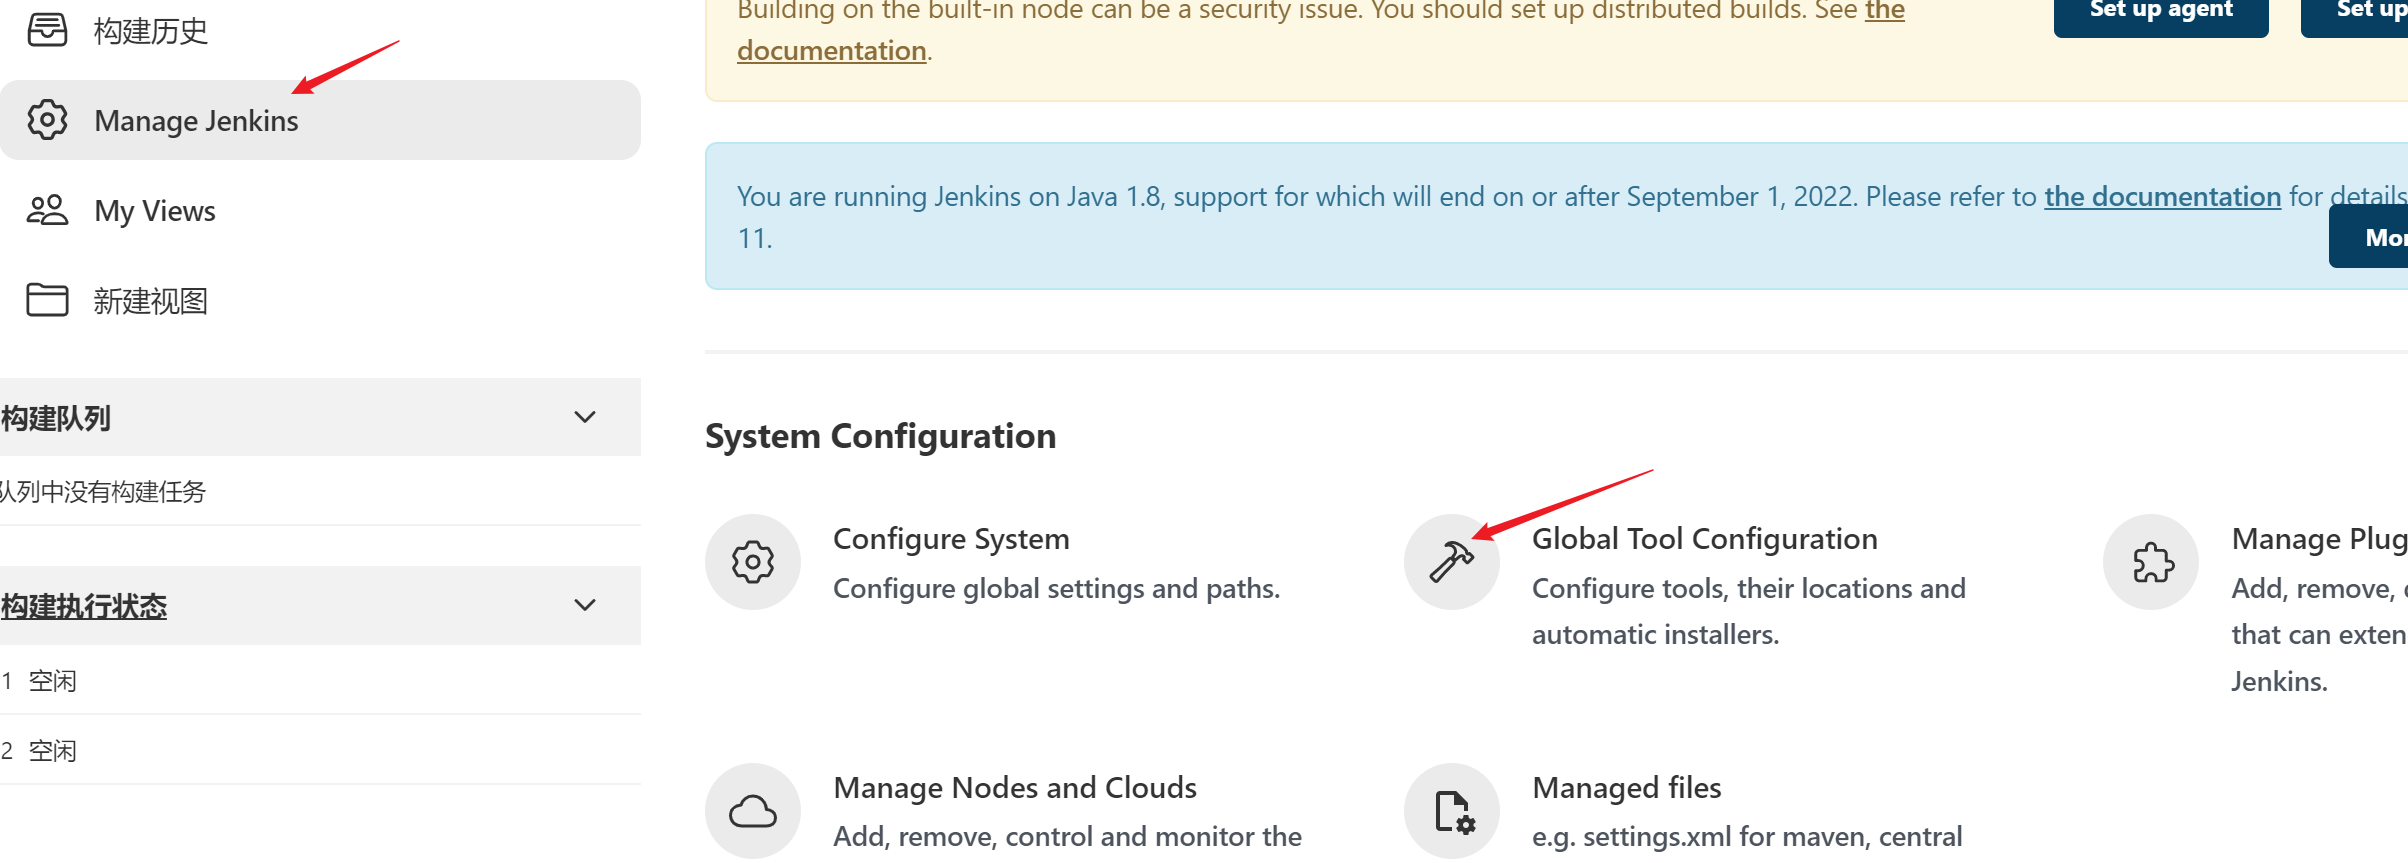 构建历史
Manage Jenkins
My Views
新建视图
构建队列
队列中没有构建任务
构建执行状态
1 空闲
2 空闲
Building on the built-in node can be a security issue. You should set up distributed builds. See the
documentation.
Set up agent
Set up
You are running Jenkins on Java 1.8, support for which will end on or after September 1, 2022. Please refer to the documentation for details
11.
System Configuration
Configure System
Configure global settings and paths.
Global Tool Configuration
Configure tools, their locations and
automatic installers.
Manage
Add, remove,
that can
Jenkins.
Manage Nodes and Clouds
Add, remove, control and monitor the
Managed files
e.g. settings.xml for maven, central